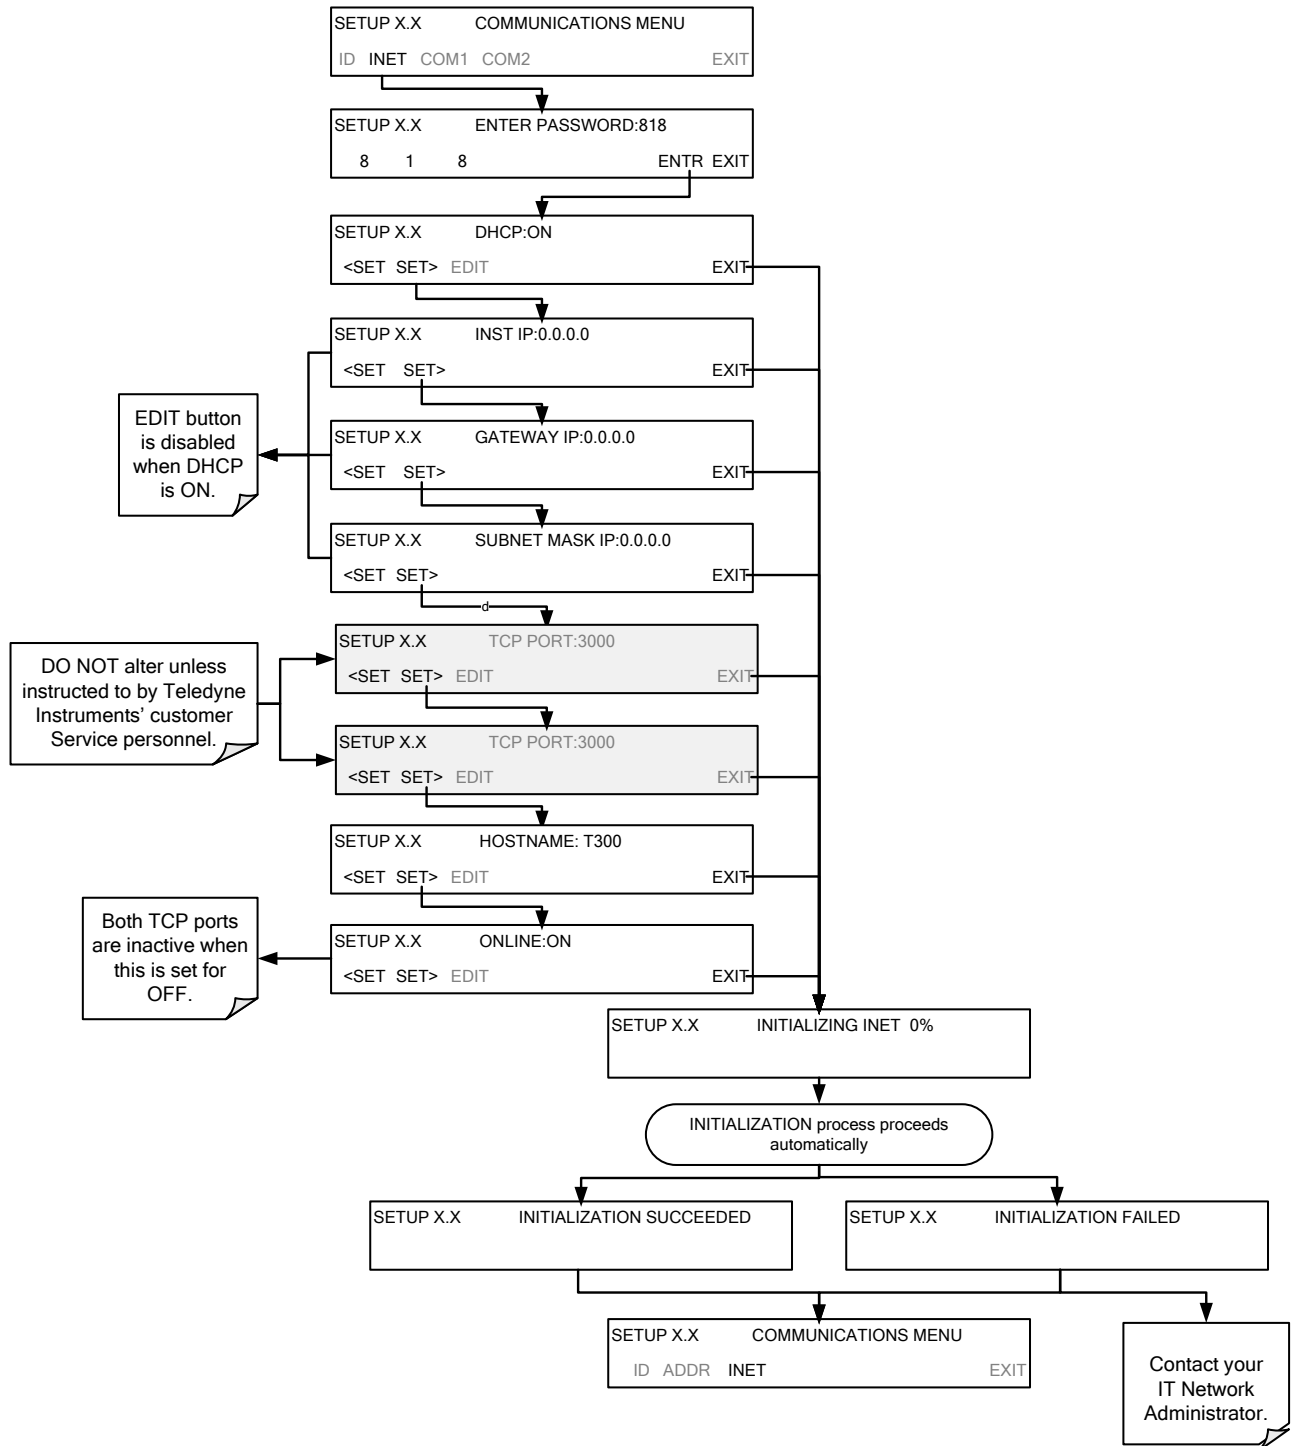 SETUP X.X COMMUNICATIONS MENU
ID INET COM1 COM2 EXIT
SETUP X.X ENTER PASSWORD:818
8 1 8 ENTR EXIT
SETUP X.X DHCP:ON
<SET SET> EDIT EXIT
SETUP X.X INST IP:0.0.0.0
<SET SET> EXIT
EDIT button
is disabled
when DHCP
is ON.
SETUP X.X GATEWAY IP:0.0.0.0
<SET SET> EXIT
SETUP X.X SUBNET MASK IP:0.0.0.0
<SET SET> EXIT
d
DO NOT alter unless
instructed to by Teledyne
Instruments’ customer
Service personnel.
SETUP X.X TCP PORT:3000
<SET SET> EDIT EXIT
SETUP X.X TCP PORT:3000
<SET SET> EDIT EXIT
SETUP X.X HOSTNAME: T300
<SET SET> EDIT EXIT
Both TCP ports
are inactive when
this is set for
OFF.
SETUP X.X ONLINE:ON
<SET SET> EDIT EXIT
SETUP X.X INITIALIZING INET 0%
INITIALIZATION process proceeds
automatically
SETUP X.X INITIALIZATION SUCCEEDED
SETUP X.X INITIALIZATION FAILED
SETUP X.X COMMUNICATIONS MENU
ID ADDR INET EXIT
Contact your
IT Network
Administrator.